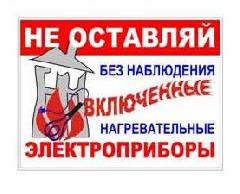 НЕ ОСТАВЛЯЙ
БЕЗ НАБЛЮДЕНИЯ
ВКЛЮЧЕННЫЕ
НАГРЕВАТЕЛЬНЫЕ
ЭЛЕКТРОПРИБОРЫ